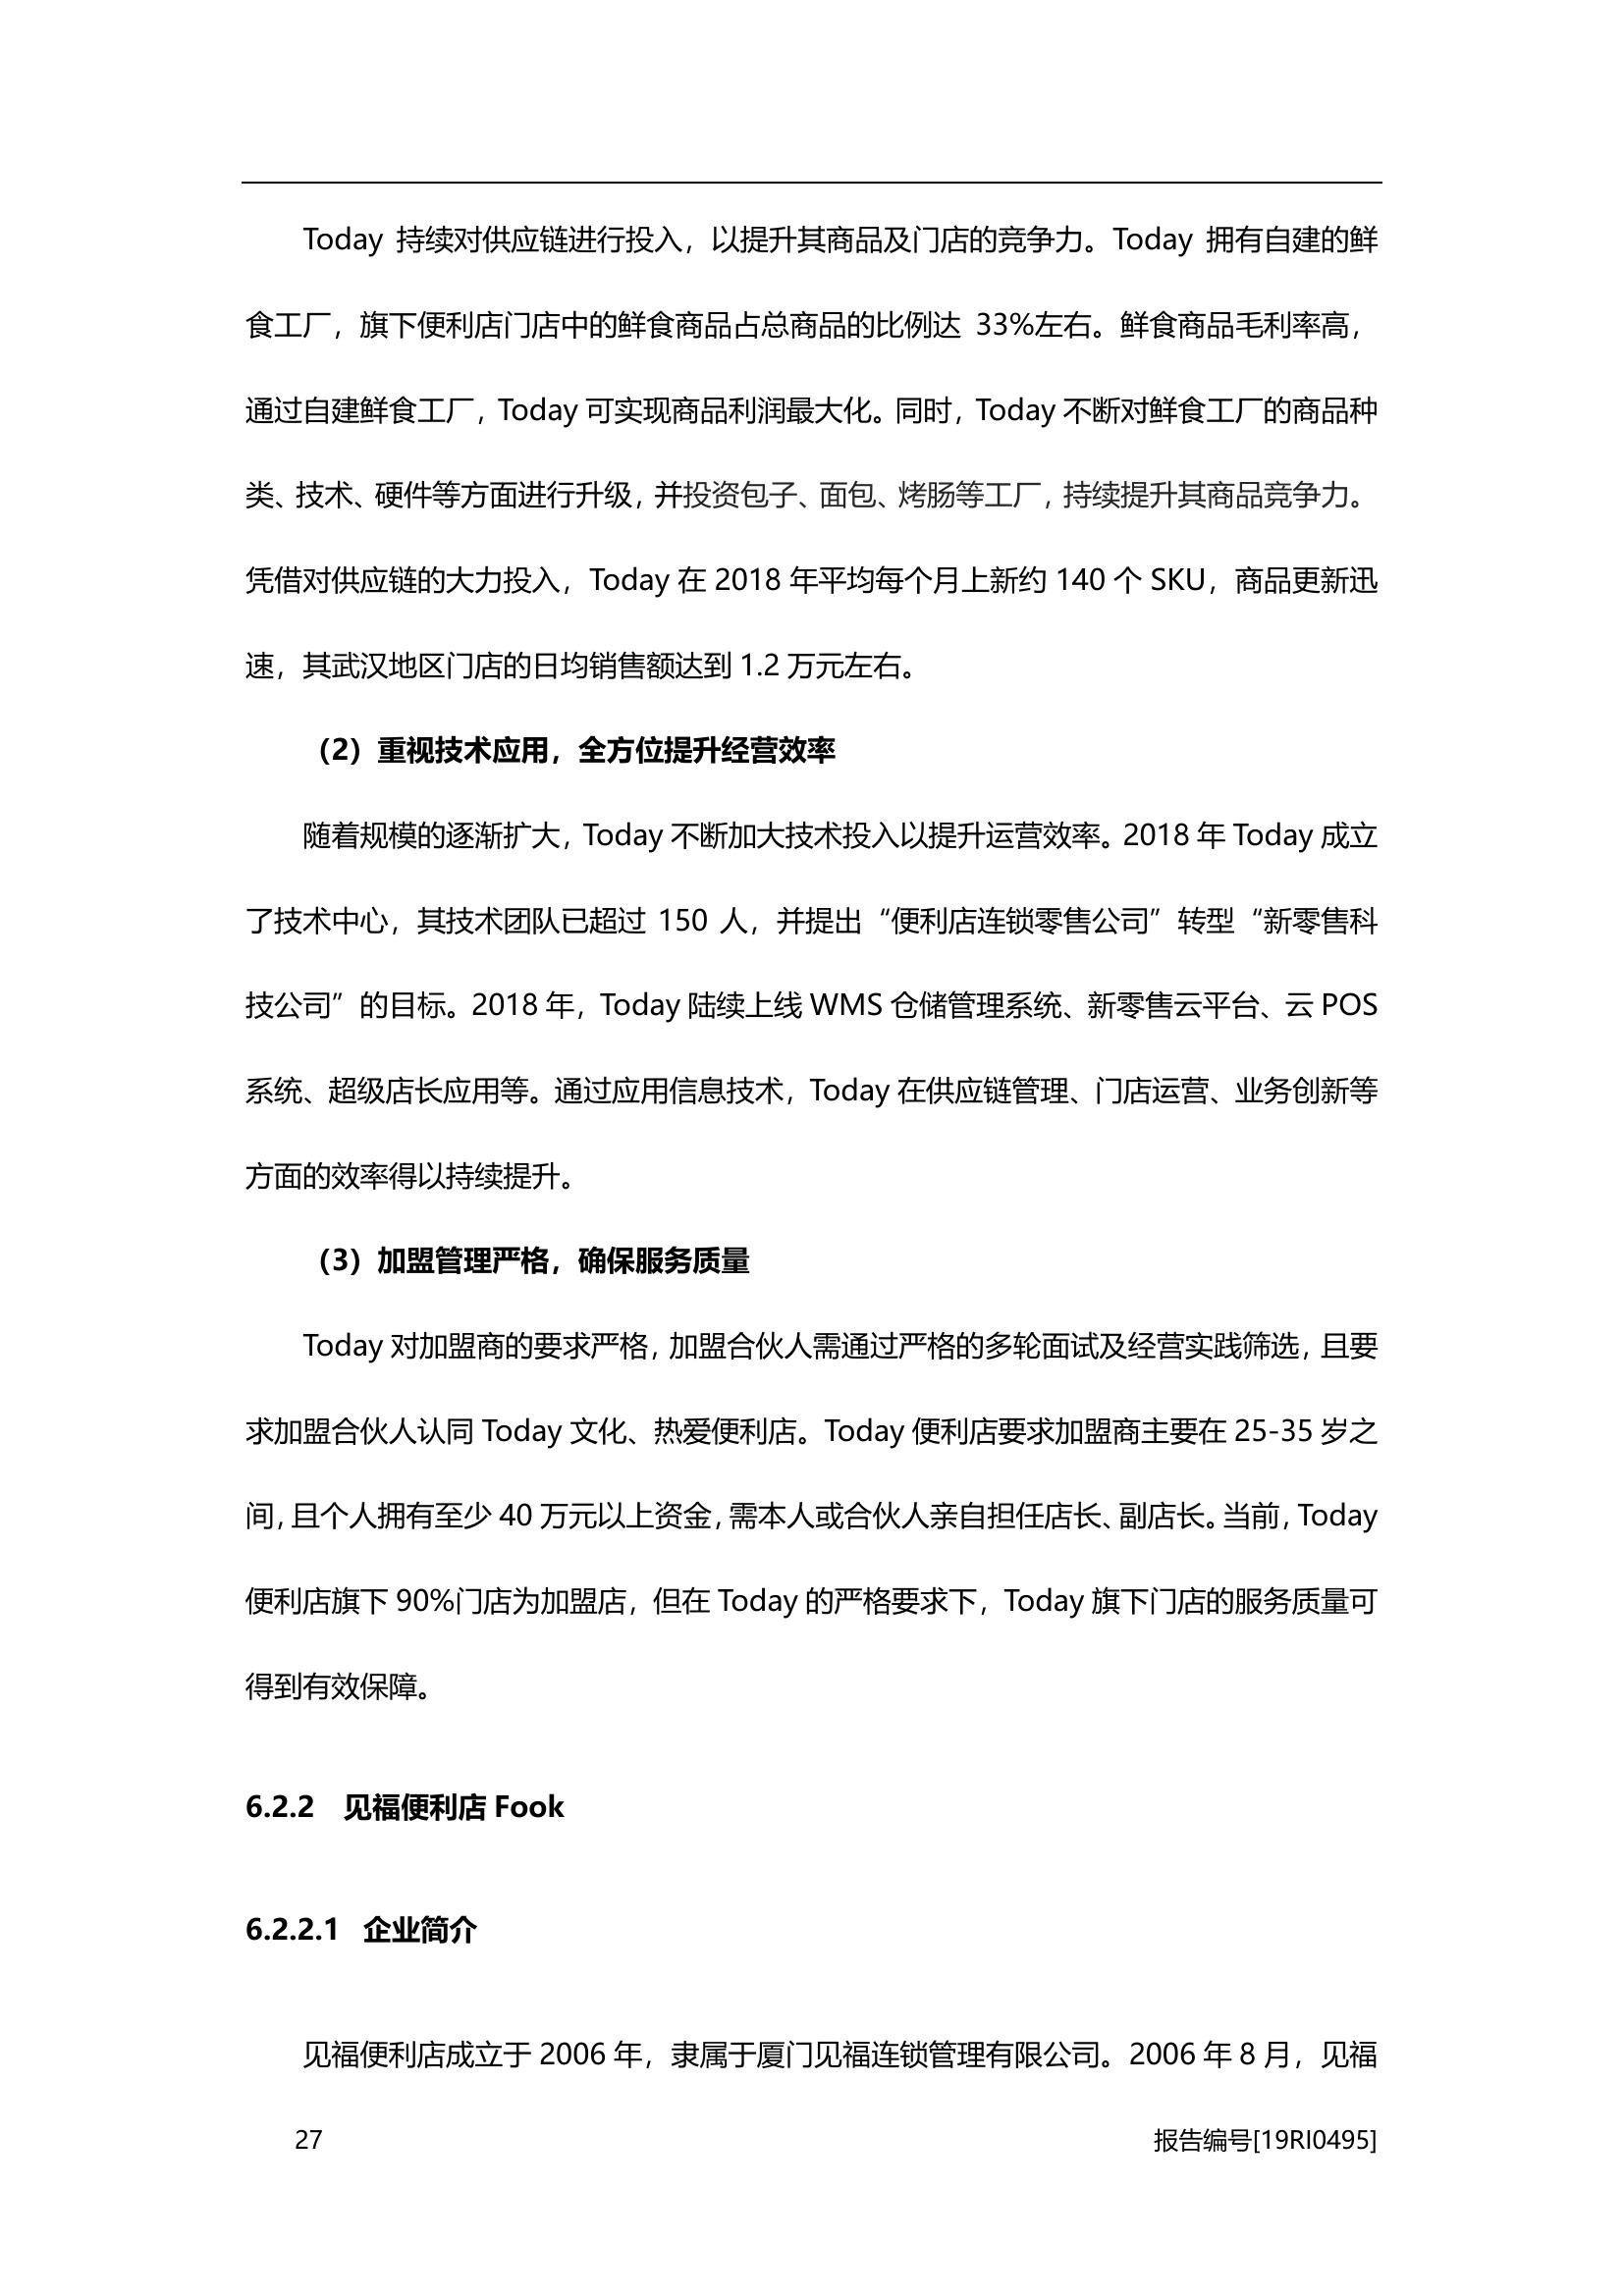 Today 持续对供应链进行投入，以提升其商品及门店的竞争力。Today 拥有自建的鲜
食工厂，旗下便利店门店中的鲜食商品占总商品的比例达 33%左右。鲜食商品毛利率高，
通过自建鲜食工厂，Today 可实现商品利润最大化。同时，Today 不断对鲜食工厂的商品种
类、技术、硬件等方面进行升级，并投资包子、面包、烤肠等工厂，持续提升其商品竞争力。
凭借对供应链的大力投入，Today 在 2018 年平均每个月上新约 140 个 SKU，商品更新迅
速，其武汉地区门店的日均销售额达到 1.2 万元左右。
（2）重视技术应用，全方位提升经营效率
随着规模的逐渐扩大，Today 不断加大技术投入以提升运营效率。2018 年 Today 成立
了技术中心，其技术团队已超过 150 人，并提出“便利店连锁零售公司”转型“新零售科
技公司”的目标。2018 年，Today 陆续上线 WMS 仓储管理系统、新零售云平台、云 POS
系统、超级店长应用等。通过应用信息技术，Today 在供应链管理、门店运营、业务创新等
方面的效率得以持续提升。
（3）加盟管理严格，确保服务质量
Today 对加盟商的要求严格，加盟合伙人需通过严格的多轮面试及经营实践筛选，且要
求加盟合伙人认同 Today 文化、热爱便利店。Today 便利店要求加盟商主要在 25-35 岁之
间，且个人拥有至少 40 万元以上资金，需本人或合伙人亲自担任店长、副店长。当前，Today
便利店旗下 90%门店为加盟店，但在 Today 的严格要求下，Today 旗下门店的服务质量可
得到有效保障。
6.2.2 见福便利店 Fook
6.2.2.1 企业简介
见福便利店成立于 2006 年，隶属于厦门见福连锁管理有限公司。2006 年 8 月，见福
27 报告编号[19RI0495]